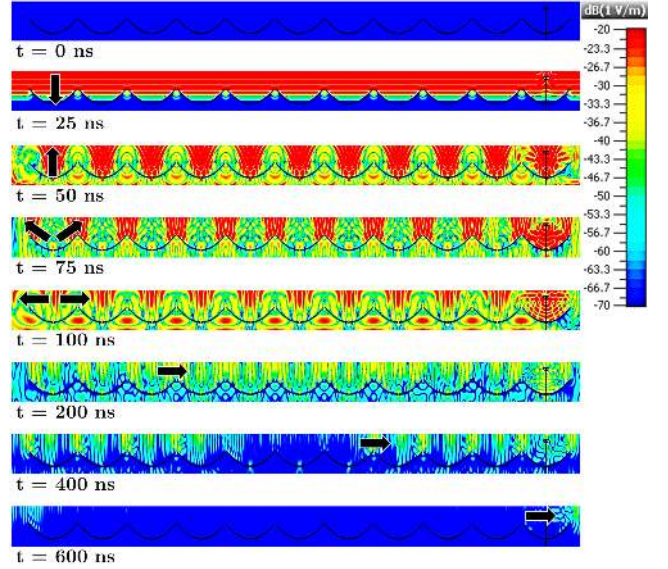 dB(1 V/m)
-20
-23.3
-26.7
-30
-33.3
-36.7
-40
-43.3
-46.7
-50
-53.3
-56.7
-60
-63.3
-66.7
-70
t = 0 ns
t = 25 ns
t = 50 ns
t = 75 ns
t = 100 ns
t = 200 ns
t = 400 ns
t = 600 ns